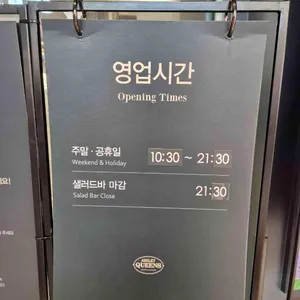 영업시간
Opening Times
주말 · 공휴일
Weekend & Holiday
10:30 ~ 21:30
샐러드바 마감
Salad Bar Close
21:30
ASHLEY
QUEENS